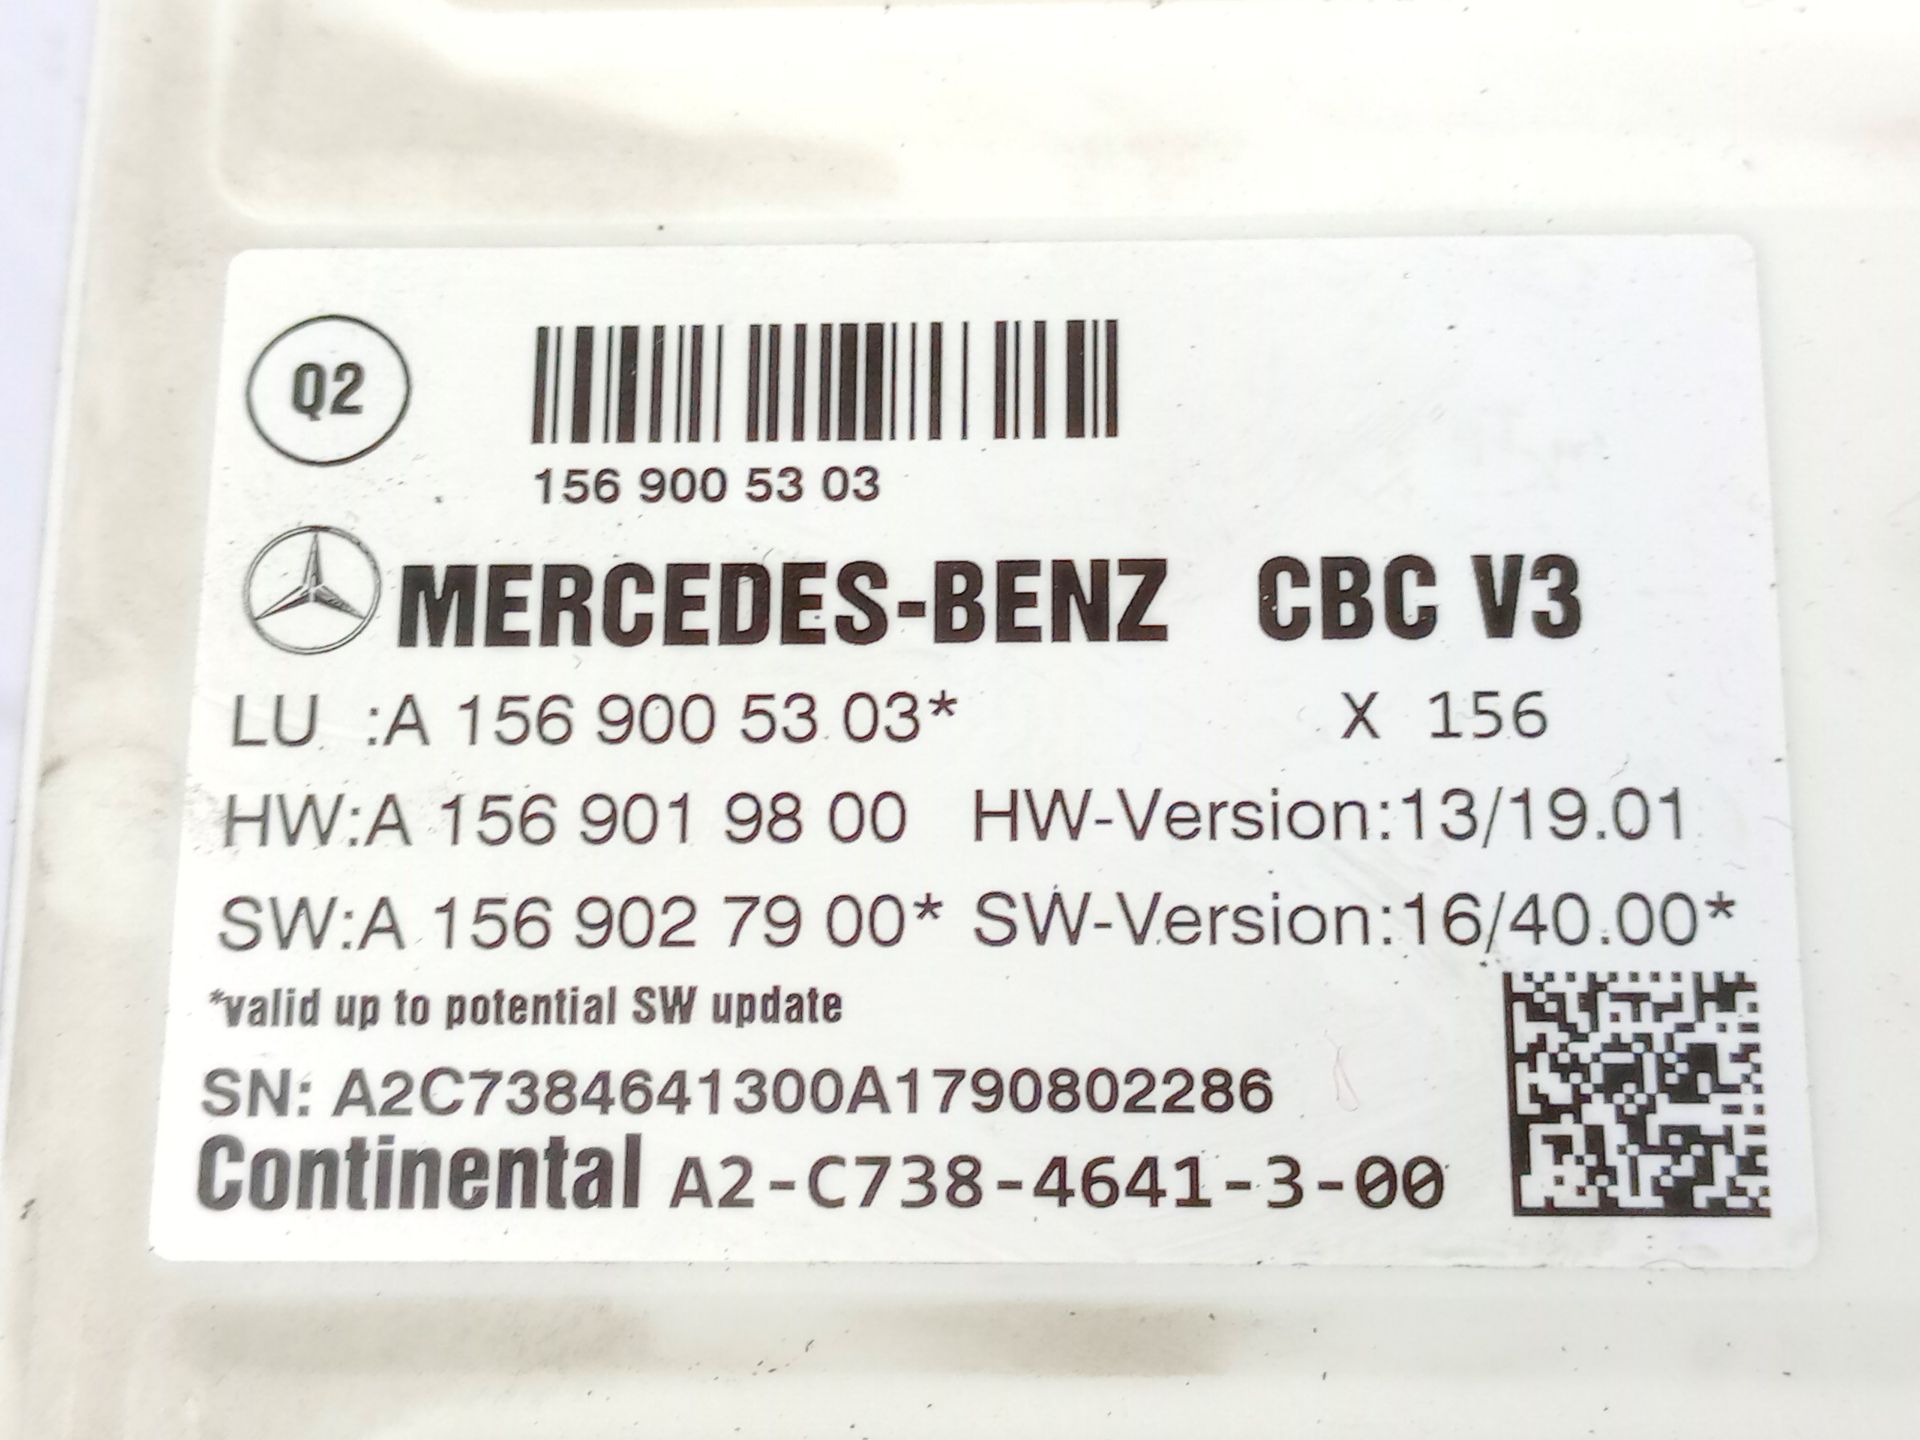 Q2
156 900 53 03
MERCEDES-BENZ CBC V3
LU :A 156 900 53 03* X 156
HW:A 156 901 98 00 HW-Version:13/19.01
SW:A 156 902 79 00* SW-Version:16/40.00*
*valid up to potential SW update
SN: A2C7384641300A1790802286
Continental A2-C738-4641-3-00